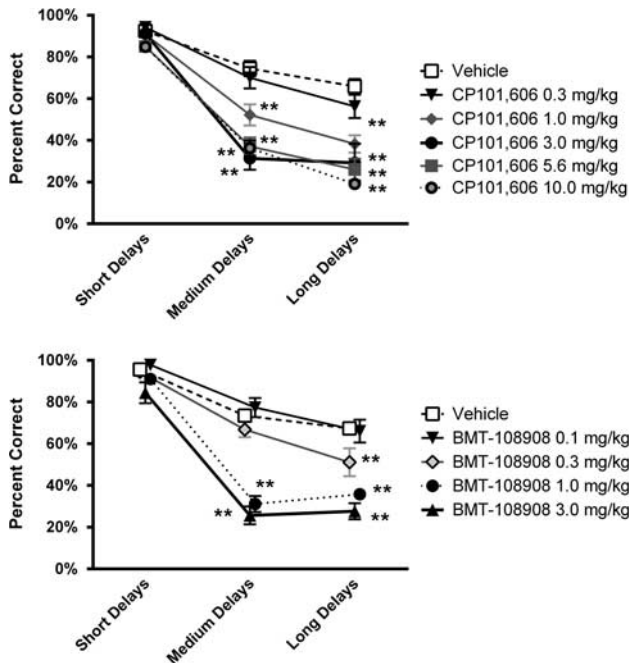 100%
80%
60%
40%
20%
0%
Percent Correct
**
**
**
**
**
**
**
**
Short Delays
Medium Delays
Long Delays
Vehicle
CP101,606 0.3 mg/kg
CP101,606 1.0 mg/kg
CP101,606 3.0 mg/kg
CP101,606 5.6 mg/kg
CP101,606 10.0 mg/kg
100%
80%
60%
40%
20%
0%
Percent Correct
**
**
**
**
**
Short Delays
Medium Delays
Long Delays
Vehicle
BMT-108908 0.1 mg/kg
BMT-108908 0.3 mg/kg
BMT-108908 1.0 mg/kg
BMT-108908 3.0 mg/kg